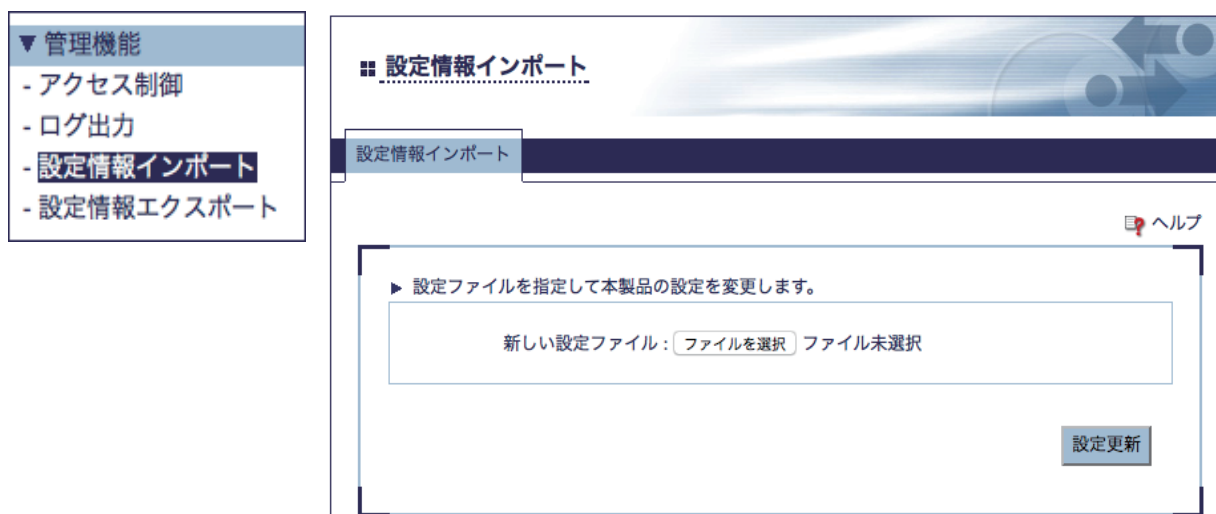 ▼管理機能
- アクセス制御
- ログ出力
- 設定情報インポート
- 設定情報エクスポート
設定情報インポート
設定情報インポート
ヘルプ
▶ 設定ファイルを指定して本製品の設定を変更します。
新しい設定ファイル : ファイルを選択 ファイル未選択
設定更新